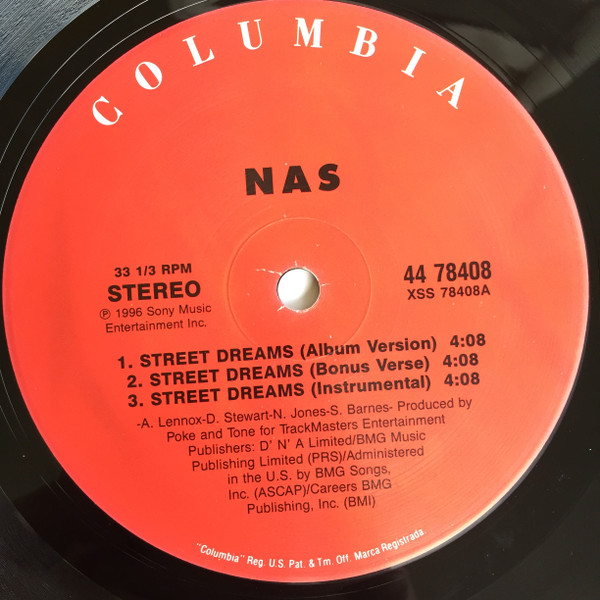 COLUMBIA
NAS
33 1/3 RPM
STEREO
℗ 1996 Sony Music
Entertainment Inc.
44 78408
XSS 78408A
1. STREET DREAMS (Album Version) 4:08
2. STREET DREAMS (Bonus Verse) 4:08
3. STREET DREAMS (Instrumental) 4:08
-A. Lennox-D. Stewart-N. Jones-S. Barnes- Produced by
Poke and Tone for TrackMasters Entertainment
Publishers: D' N' A Limited/BMG Music
Publishing Limited (PRS)/Administered
in the U.S. by BMG Songs,
Inc. (ASCAP)/Careers BMG
Publishing, Inc. (BMI)
"Columbia" Reg. U.S. Pat. & Tm. Off. Marca Registrada